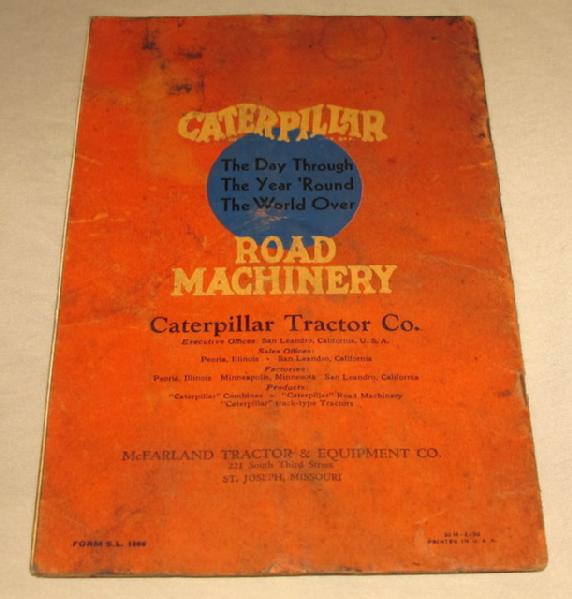 CATERPILLAR
The Day Through
The Year 'Round
The World Over
ROAD
MACHINERY
Caterpillar Tractor Co.
Executive Offices: San Leandro, California, U. S. A.
Sales Offices:
Peoria, Illinois - San Leandro, California
Factories:
Peoria, Illinois Minneapolis, Minnesota San Leandro, California
Products:
"Caterpillar" Combines - "Caterpillar" Road Machinery
"Caterpillar" track-type Tractors
McFARLAND TRACTOR & EQUIPMENT CO.
221 South Third Street
ST. JOSEPH, MISSOURI
FORM S.L.
PRINTED IN U. S. A.